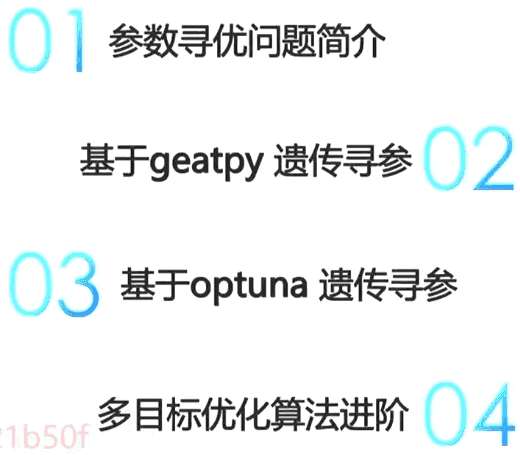 01 参数寻优问题简介
基于geatpy 遗传寻参 02
03 基于optuna 遗传寻参
多目标优化算法进阶 04
21b50f